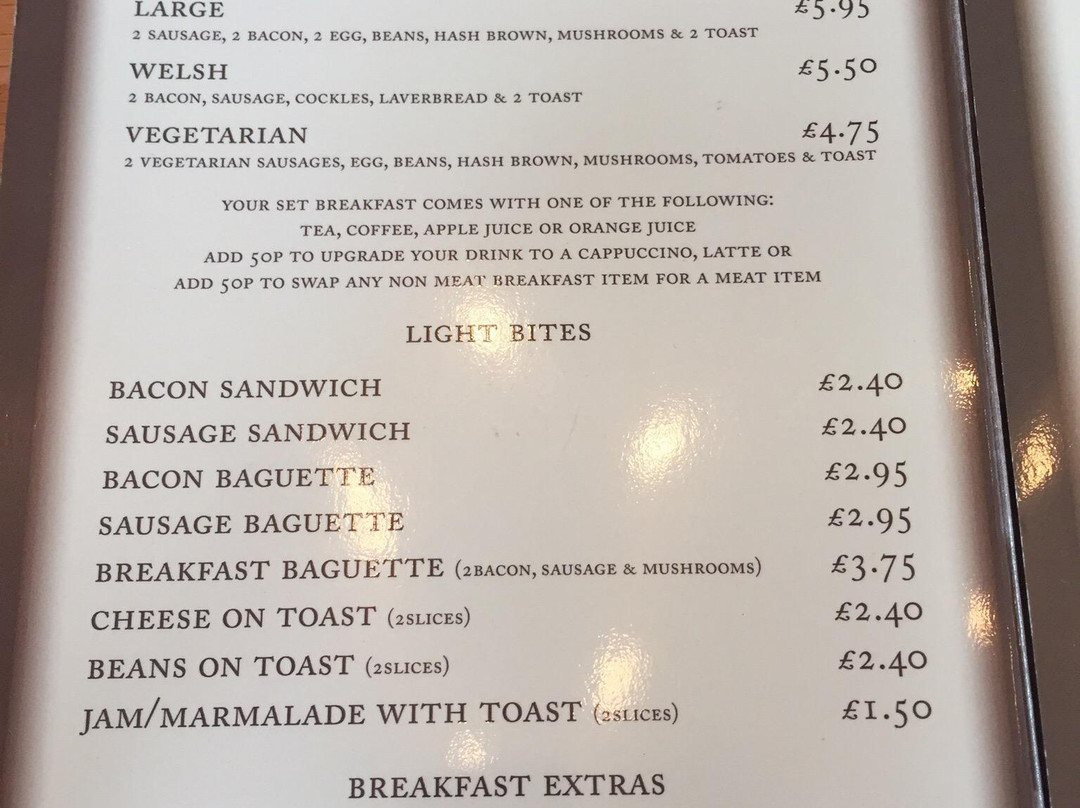 LARGE £5.95
2 SAUSAGE, 2 BACON, 2 EGG, BEANS, HASH BROWN, MUSHROOMS & 2 TOAST
WELSH £5.50
2 BACON, SAUSAGE, COCKLES, LAVERBREAD & 2 TOAST
VEGETARIAN £4.75
2 VEGETARIAN SAUSAGES, EGG, BEANS, HASH BROWN, MUSHROOMS, TOMATOES & TOAST
YOUR SET BREAKFAST COMES WITH ONE OF THE FOLLOWING:
TEA, COFFEE, APPLE JUICE OR ORANGE JUICE
ADD 50P TO UPGRADE YOUR DRINK TO A CAPPUCCINO, LATTE OR
ADD 50P TO SWAP ANY NON MEAT BREAKFAST ITEM FOR A MEAT ITEM
LIGHT BITES
BACON SANDWICH £2.40
SAUSAGE SANDWICH £2.40
BACON BAGUETTE £2.95
SAUSAGE BAGUETTE £2.95
BREAKFAST BAGUETTE (2BACON, SAUSAGE & MUSHROOMS) £3.75
CHEESE ON TOAST (2SLICES) £2.40
BEANS ON TOAST (2SLICES) £2.40
JAM/MARMALADE WITH TOAST (2SLICES) £1.50
BREAKFAST EXTRAS